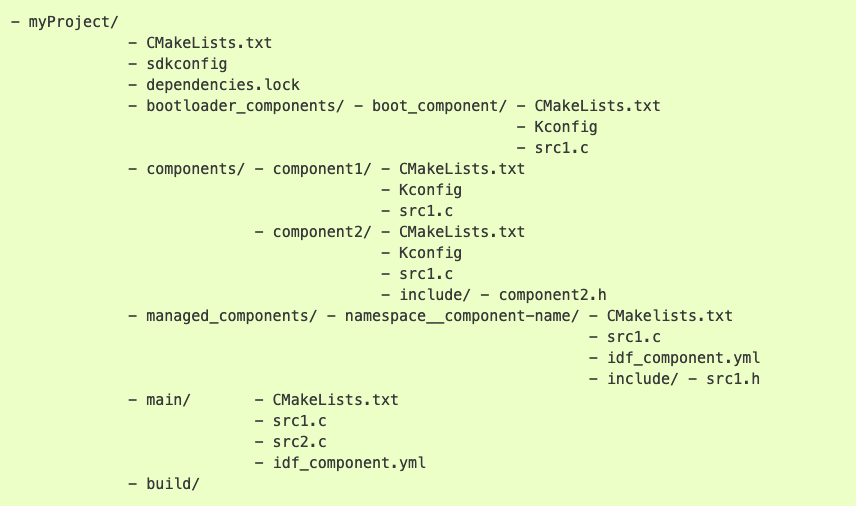 - myProject/
             - CMakeLists.txt
             - sdkconfig
             - dependencies.lock
             - bootloader_components/ - boot_component/ - CMakeLists.txt
                                                        - Kconfig
                                                        - src1.c
             - components/ - component1/ - CMakeLists.txt
                                         - Kconfig
                                         - src1.c
                           - component2/ - CMakeLists.txt
                                         - Kconfig
                                         - src1.c
                                         - include/ - component2.h
             - managed_components/ - namespace__component-name/ - CMakelists.txt
                                                                - src1.c
                                                                - idf_component.yml
                                                                - include/ - src1.h
             - main/       - CMakeLists.txt
                           - src1.c
                           - src2.c
                           - idf_component.yml
             - build/